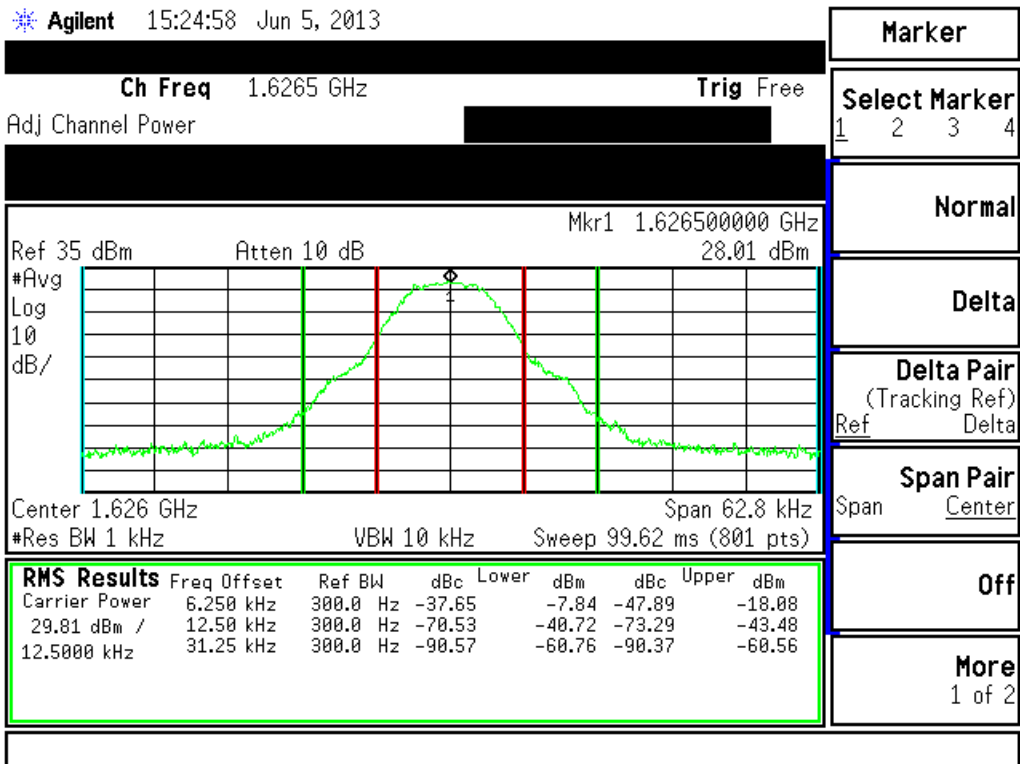 Agilent 15:24:58 Jun 5, 2013
Ch Freq 1.6265 GHz Trig Free
Adj Channel Power
Mkr1 1.626500000 GHz
Ref 35 dBm Atten 10 dB 28.01 dBm
#Avg
Log
10
dB/
1
Center 1.626 GHz Span 62.8 kHz
#Res BW 1 kHz VBW 10 kHz Sweep 99.62 ms (801 pts)
RMS Results Freq Offset Ref BW dBc Lower dBm dBc Upper dBm
Carrier Power 6.250 kHz 300.0 Hz -37.65 -7.84 -47.89 -18.08
29.81 dBm / 12.50 kHz 300.0 Hz -70.53 -40.72 -73.29 -43.48
12.5000 kHz 31.25 kHz 300.0 Hz -90.57 -60.76 -90.37 -60.56
Marker
Select Marker
1 2 3 4
Normal
Delta
Delta Pair
(Tracking Ref)
Ref Delta
Span Pair
Span Center
Off
More
1 of 2